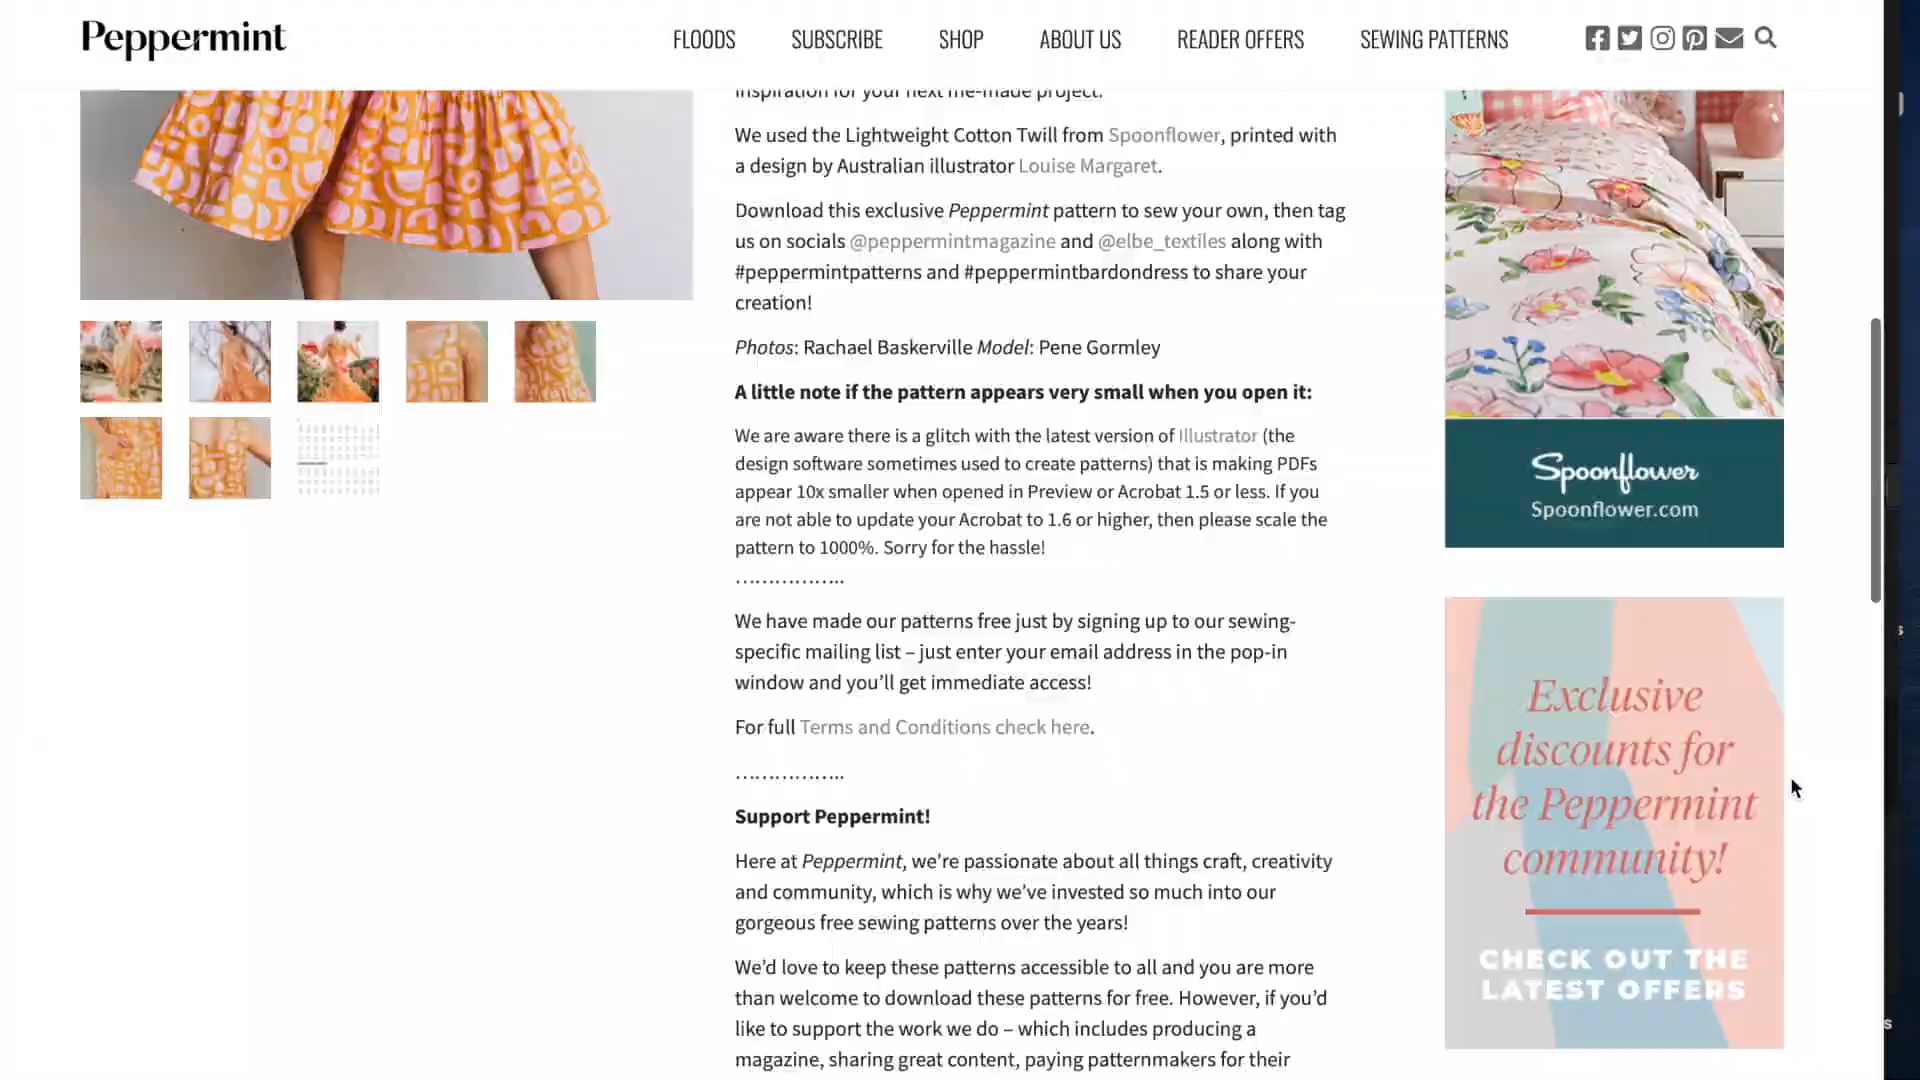 Peppermint
FLOODS SUBSCRIBE SHOP ABOUT US READER OFFERS SEWING PATTERNS
inspiration for your next me-made project.
We used the Lightweight Cotton Twill from Spoonflower, printed with
a design by Australian illustrator Louise Margaret.
Download this exclusive Peppermint pattern to sew your own, then tag
us on socials @peppermintmagazine and @elbe_textiles along with
#peppermintpatterns and #peppermintbardondress to share your
creation!
Photos: Rachael Baskerville Model: Pene Gormley
A little note if the pattern appears very small when you open it:
We are aware there is a glitch with the latest version of Illustrator (the
design software sometimes used to create patterns) that is making PDFs
appear 10x smaller when opened in Preview or Acrobat 1.5 or less. If you
are not able to update your Acrobat to 1.6 or higher, then please scale the
pattern to 1000%. Sorry for the hassle!
……………..
We have made our patterns free just by signing up to our sewing-
specific mailing list – just enter your email address in the pop-in
window and you’ll get immediate access!
For full Terms and Conditions check here.
……………..
Support Peppermint!
Here at Peppermint, we’re passionate about all things craft, creativity
and community, which is why we’ve invested so much into our
gorgeous free sewing patterns over the years!
We’d love to keep these patterns accessible to all and you are more
than welcome to download these patterns for free. However, if you’d
like to support the work we do – which includes producing a
magazine, sharing great content, paying patternmakers for their
Spoonflower
Spoonflower.com
Exclusive
discounts for
the Peppermint
community!
CHECK OUT THE
LATEST OFFERS
s
s